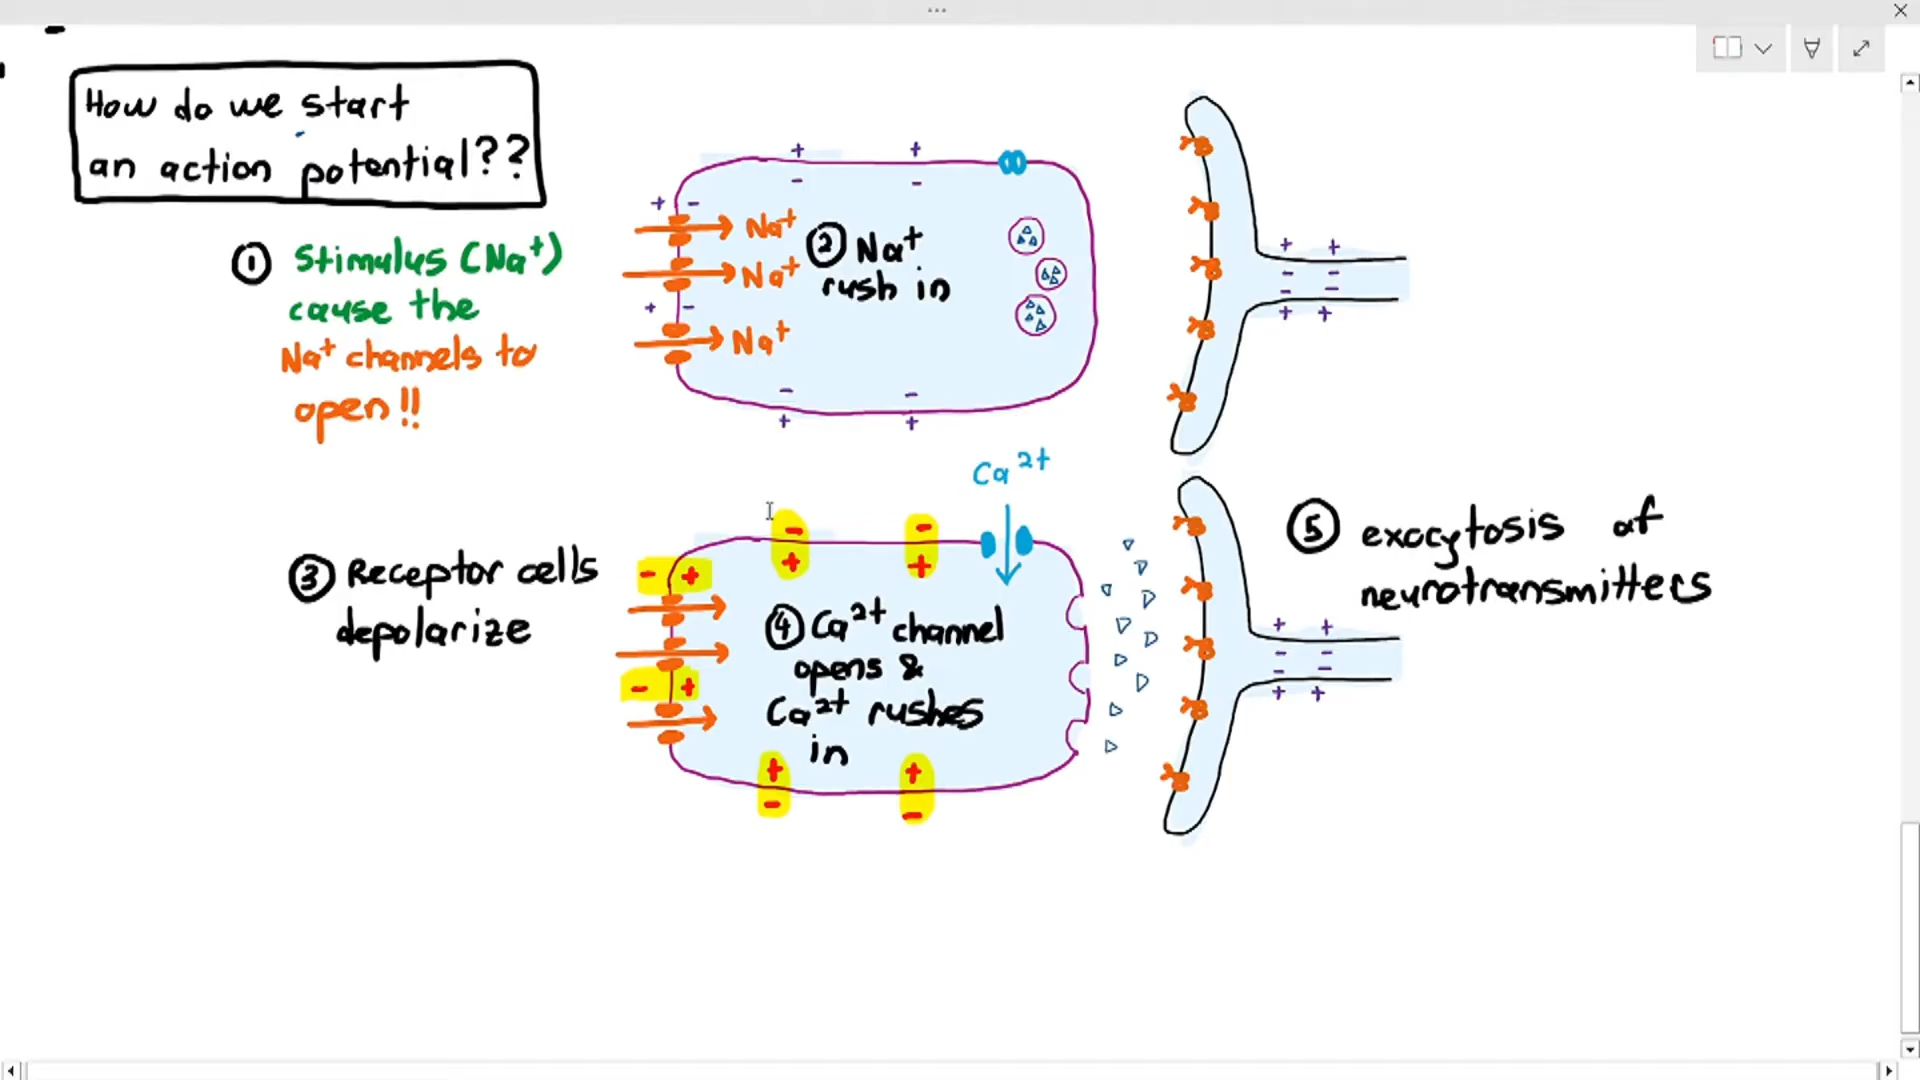 How do we start
an action potential??
① Stimulus (Na⁺)
cause the
Na⁺ channels to
open!!
+ +
- -
+ -
Na⁺
Na⁺
+ -
Na⁺
② Na⁺
rush in
- -
+ +
+ +
- -
- -
+ +
③ Receptor cells
depolarize
Ca²⁺
- -
+ +
- +
- +
④ Ca²⁺ channel
opens &
Ca²⁺ rushes
in
+ +
- -
⑤ exocytosis of
neurotransmitters
+ +
- -
- -
+ +